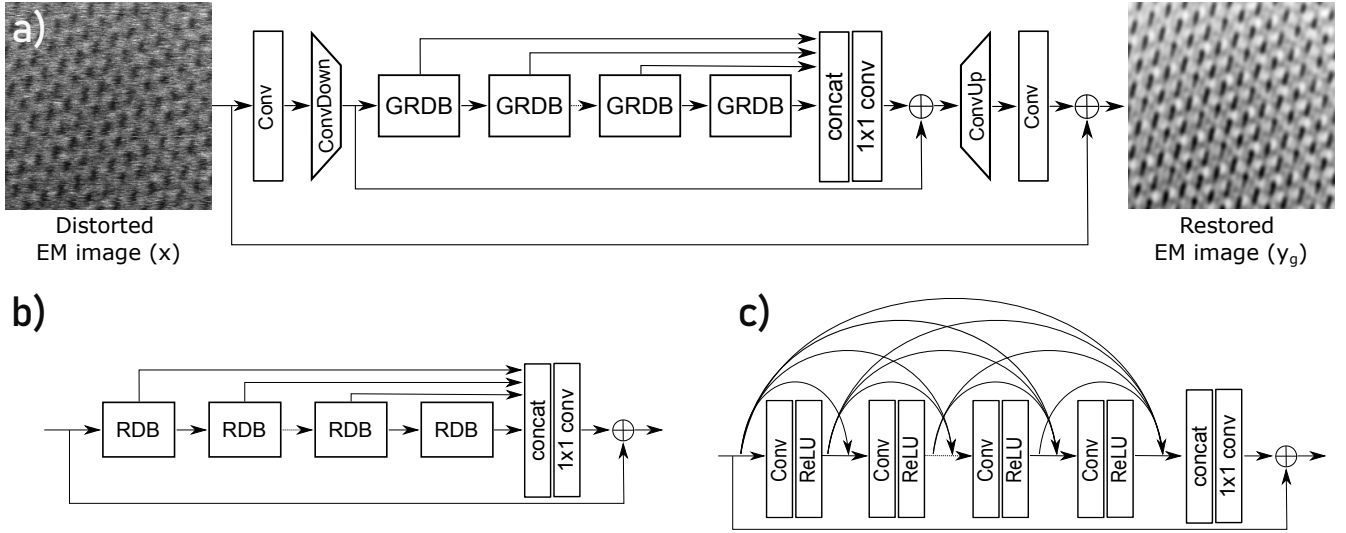 a)
Conv
ConvDown
GRDB
GRDB
GRDB
GRDB
concat
1x1 conv
ConvUp
Conv
Distorted
EM image (x)
Restored
EM image (y_g)
b)
RDB
RDB
RDB
RDB
concat
1x1 conv
c)
Conv
ReLU
Conv
ReLU
Conv
ReLU
Conv
ReLU
concat
1x1 conv